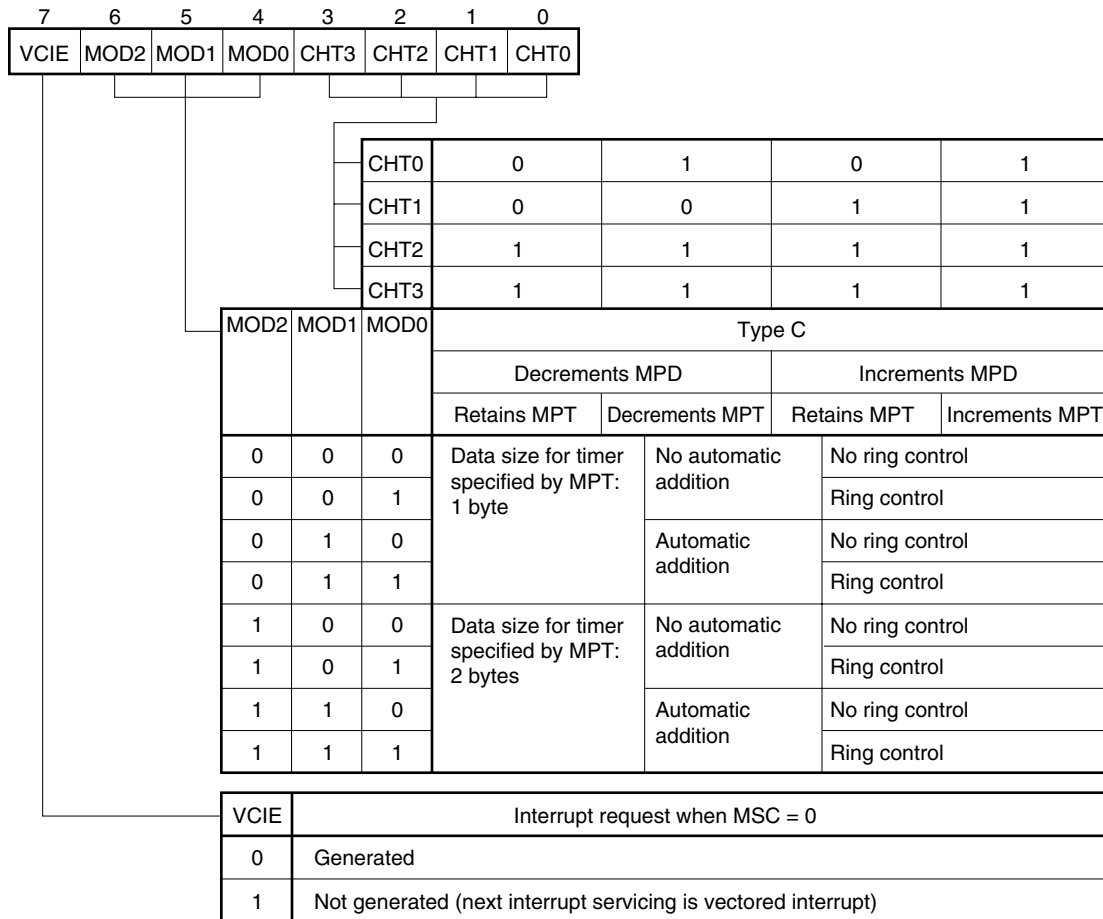 7 6 5 4 3 2 1 0
VCIE MOD2 MOD1 MOD0 CHT3 CHT2 CHT1 CHT0
CHT0 0 1 0 1
CHT1 0 0 1 1
CHT2 1 1 1 1
CHT3 1 1 1 1
MOD2 MOD1 MOD0 Type C
Decrements MPD Increments MPD
Retains MPT Decrements MPT Retains MPT Increments MPT
0 0 0 Data size for timer No automatic No ring control
specified by MPT: addition
0 0 1 1 byte Ring control
0 1 0 Automatic No ring control
addition
0 1 1 Ring control
1 0 0 Data size for timer No automatic No ring control
specified by MPT: addition
1 0 1 2 bytes Ring control
1 1 0 Automatic No ring control
addition
1 1 1 Ring control
VCIE Interrupt request when MSC = 0
0 Generated
1 Not generated (next interrupt servicing is vectored interrupt)